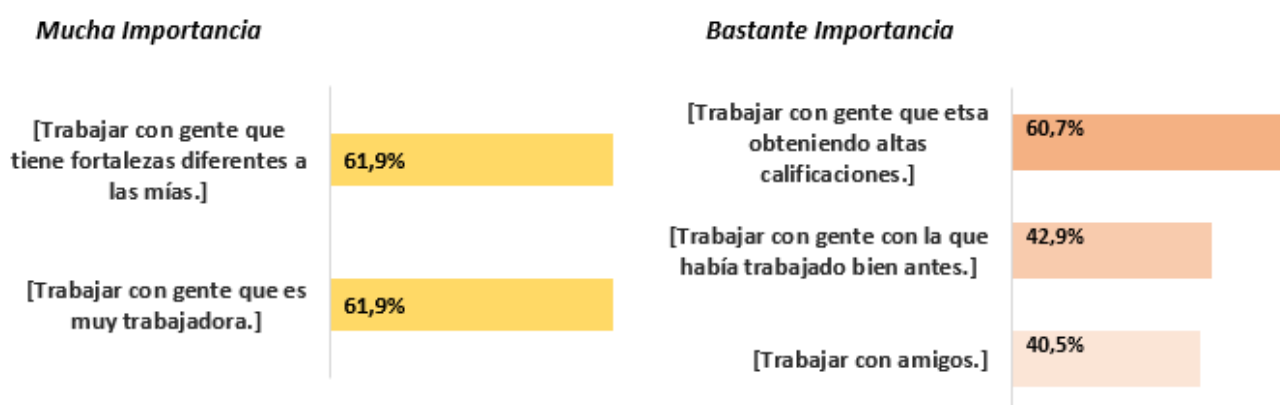 Mucha Importancia
[Trabajar con gente que
tiene fortalezas diferentes a
las mías.]
61,9%
[Trabajar con gente que es
muy trabajadora.]
61,9%
Bastante Importancia
[Trabajar con gente que etsa
obteniendo altas
calificaciones.]
60,7%
[Trabajar con gente con la que
había trabajado bien antes.]
42,9%
[Trabajar con amigos.]
40,5%